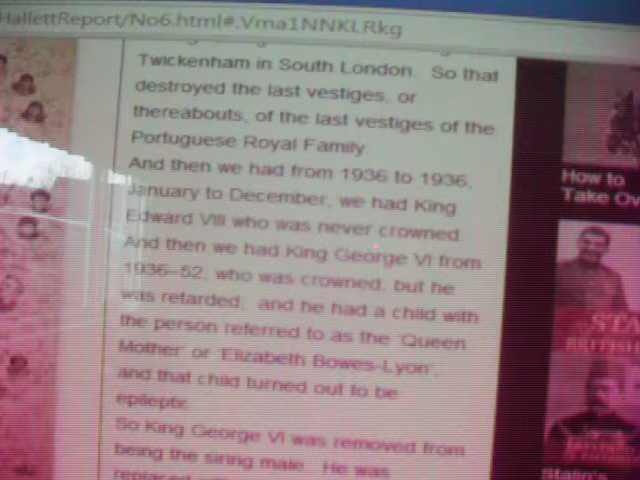 HallettReport/No6.html#.Vma1NNKLRkg
Twickenham in South London. So that
destroyed the last vestiges, or
thereabouts, of the last vestiges of the
Portuguese Royal Family.
And then we had from 1936 to 1936,
January to December, we had King
Edward VIII who was never crowned.
And then we had King George VI from
1936–52, who was crowned, but he
was retarded; and he had a child with
the person referred to as the 'Queen
Mother' or 'Elizabeth Bowes-Lyon',
and that child turned out to be
epileptic.
So King George VI was removed from
being the siring male. He was
replaced
How to
Take Ov
STA
BRITISH
Stalin's